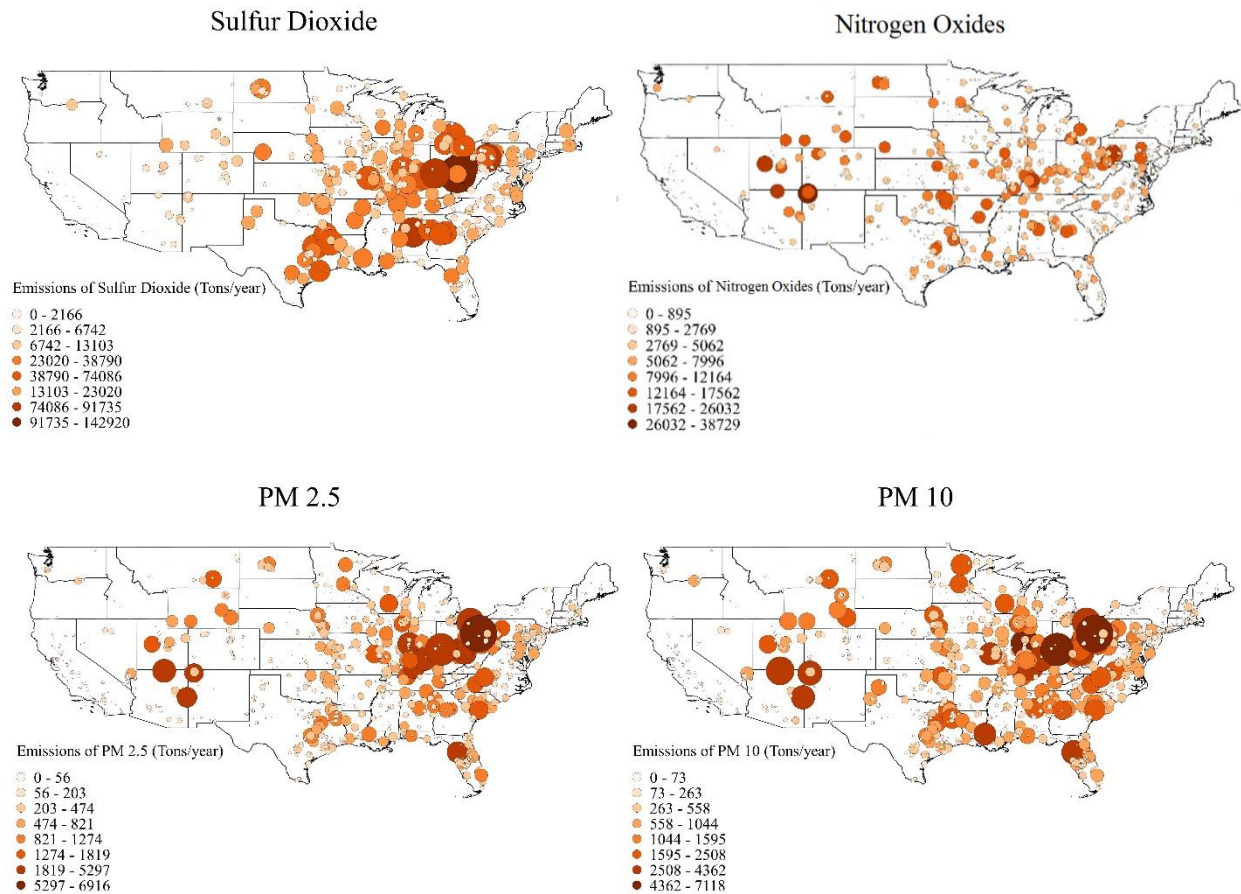 Sulfur Dioxide
Emissions of Sulfur Dioxide (Tons/year)
0 - 2166
2166 - 6742
6742 - 13103
23020 - 38790
38790 - 74086
13103 - 23020
74086 - 91735
91735 - 142920
Nitrogen Oxides
Emissions of Nitrogen Oxides (Tons/year)
0 - 895
895 - 2769
2769 - 5062
5062 - 7996
7996 - 12164
12164 - 17562
17562 - 26032
26032 - 38729
PM 2.5
Emissions of PM 2.5 (Tons/year)
0 - 56
56 - 203
203 - 474
474 - 821
821 - 1274
1274 - 1819
1819 - 5297
5297 - 6916
PM 10
Emissions of PM 10 (Tons/year)
0 - 73
73 - 263
263 - 558
558 - 1044
1044 - 1595
1595 - 2508
2508 - 4362
4362 - 7118